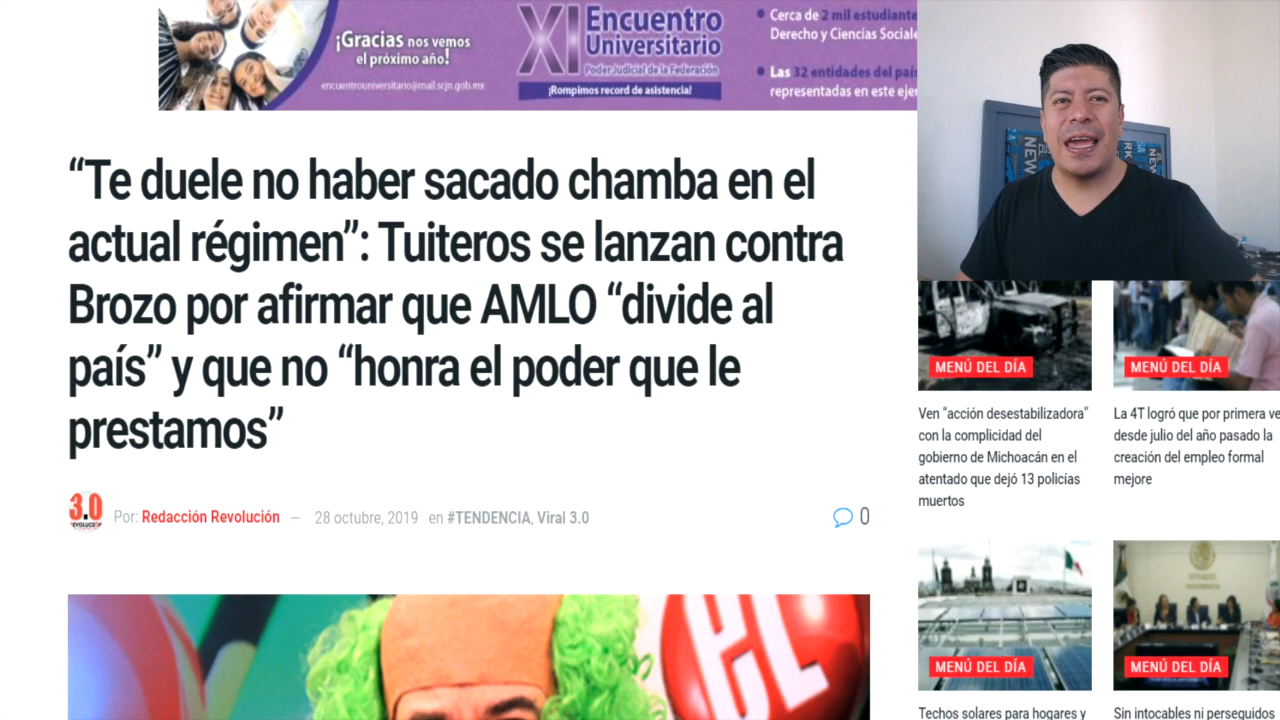 ¡Gracias nos vemos
el próximo año!
encuentrouniversitario@mail.scjn.gob.mx
XI Encuentro
Universitario
Poder Judicial de la Federación
¡Rompimos record de asistencia!
Cerca de 2 mil estudiante
Derecho y Ciencias Sociale
Las 32 entidades del paí
representadas en este ejer
“Te duele no haber sacado chamba en el
actual régimen”: Tuiteros se lanzan contra
Brozo por afirmar que AMLO “divide al
país” y que no “honra el poder que le
prestamos”
3.0
REVOLUCIÓN
Por: Redacción Revolución — 28 octubre, 2019 en #TENDENCIA, Viral 3.0
0
NEW
RK
NEW
MENÚ DEL DÍA
Ven “acción desestabilizadora”
con la complicidad del
gobierno de Michoacán en el
atentado que dejó 13 policías
muertos
MENÚ DEL DÍA
La 4T logró que por primera ve
desde julio del año pasado la
creación del empleo formal
mejore
MENÚ DEL DÍA
Techos solares para hogares y
SENADO
MENÚ DEL DÍA
Sin intocables ni perseguidos